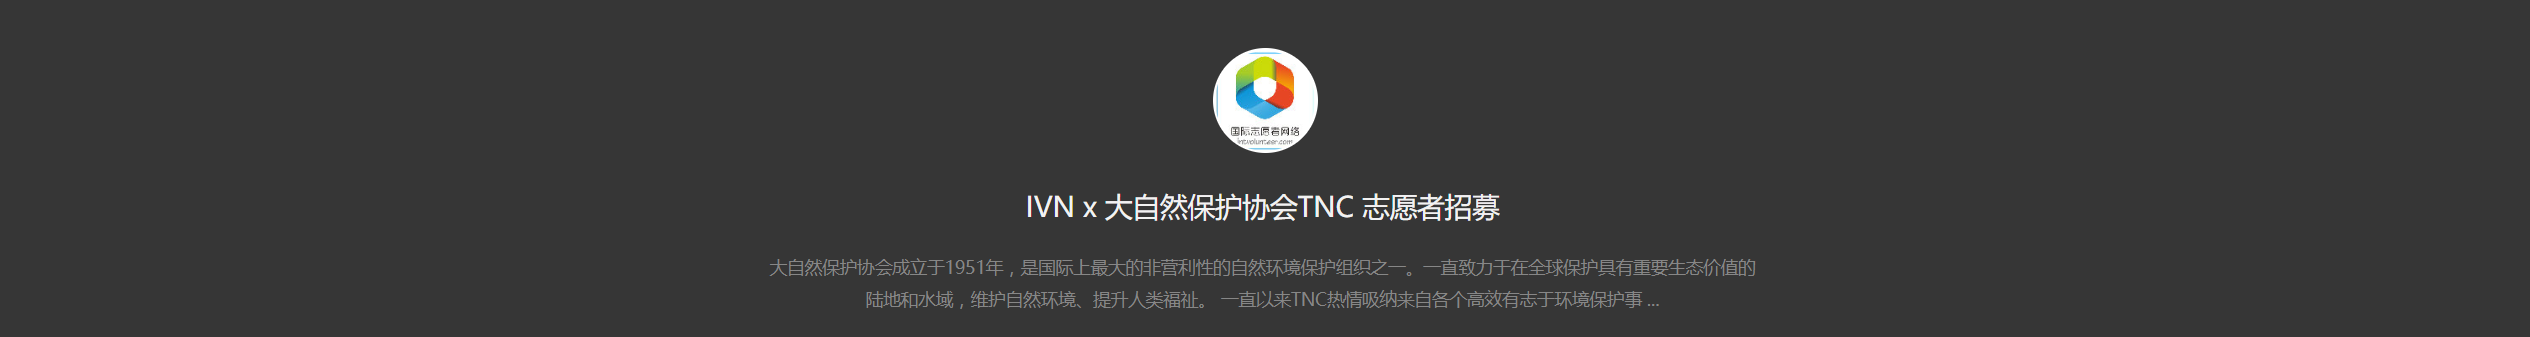 国际志愿者网络
intvolunteer.com
IVN x 大自然保护协会TNC 志愿者招募
大自然保护协会成立于1951年，是国际上最大的非营利性的自然环境保护组织之一。一直致力于在全球保护具有重要生态价值的
陆地和水域，维护自然环境、提升人类福祉。 一直以来TNC热情吸纳来自各个高效有志于环境保护事 ...